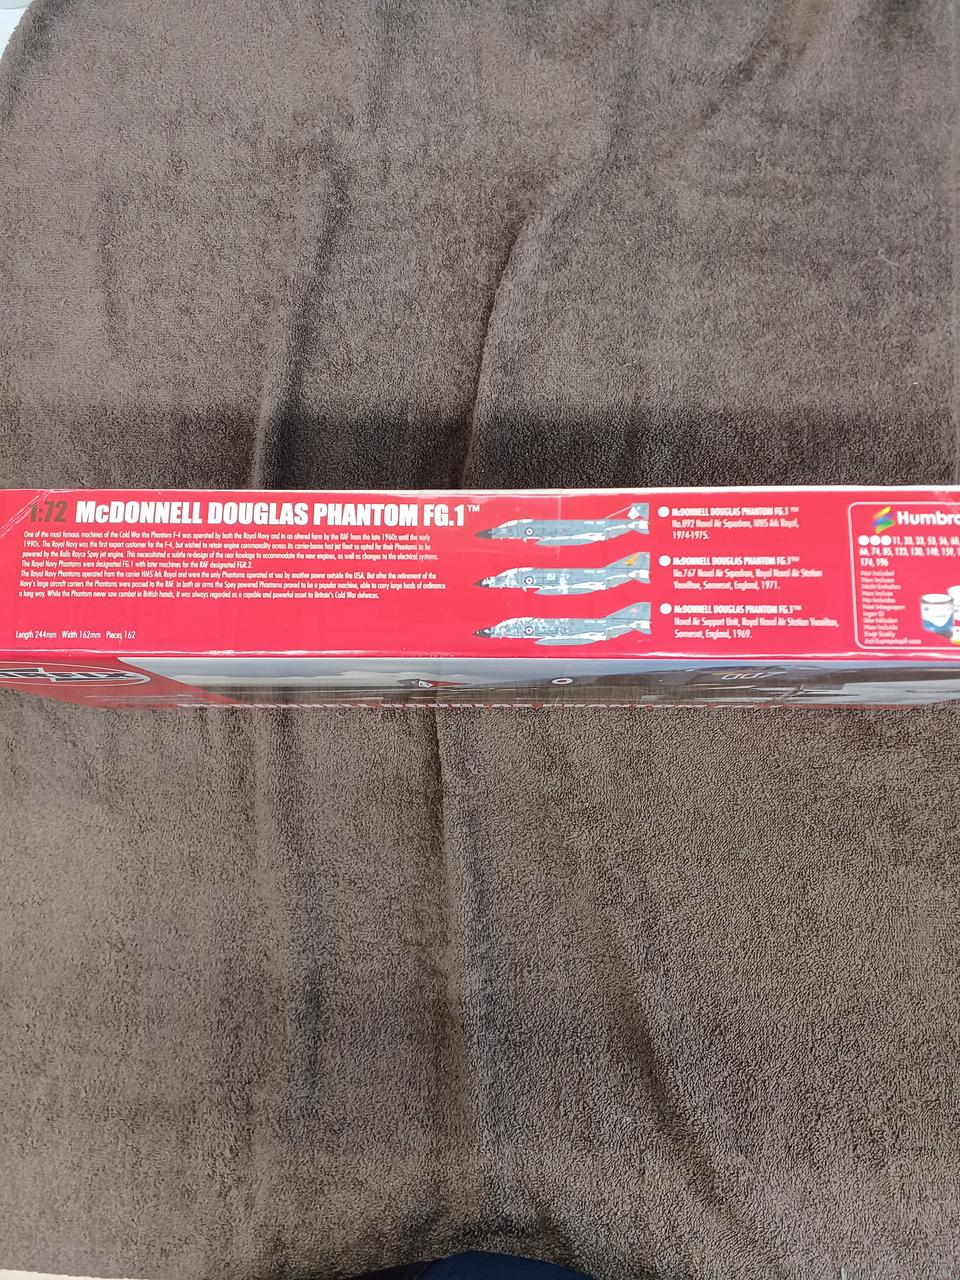 1:72 McDONNELL DOUGLAS PHANTOM FG.1™
One of the most famous machines of the Cold War the Phantom F-4 was operated by both the Royal Navy and in an altered form by the RAF from the late 1960s until the early
1990s. The Royal Navy was the first export customer for the F-4, but wished to retain engine commonality across its carrier-borne fast jet fleet so opted for their Phantoms to be
powered by the Rolls Royce Spey jet engine. This necessitated a subtle re-design of the rear fuselage to accommodate the new engines, as well as changes to the electrical systems.
The Royal Navy Phantoms were designated FG.1 with later machines for the RAF designated FGR.2.
The Royal Navy Phantoms operated from the carrier HMS Ark Royal and were the only Phantoms operated at sea by another power outside the USA. But after the retirement of the
Navy's large aircraft carriers the Phantoms were passed to the RAF. In both air arms the Spey powered Phantoms proved to be a popular machine, able to carry large loads of ordinance
a long way. While the Phantom never saw combat in British hands, it was always regarded as a capable and powerful asset to Britain's Cold War defences.
Length 244mm Width 162mm Pieces 162
McDONNELL DOUGLAS PHANTOM FG.1™
No.892 Naval Air Squadron, HMS Ark Royal,
1974-1975.
McDONNELL DOUGLAS PHANTOM FG.1™
No.767 Naval Air Squadron, Royal Naval Air Station
Yeovilton, Somerset, England, 1971.
McDONNELL DOUGLAS PHANTOM FG.1™
Naval Air Support Unit, Royal Naval Air Station Yeovilton,
Somerset, England, 1969.
Humbro
174, 196
Not Included
Non Inclus